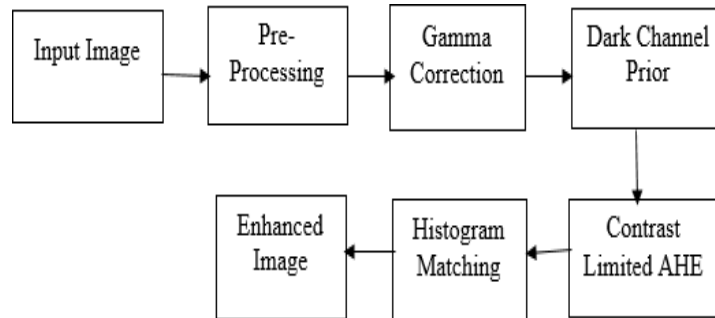 Input Image
Pre-
Processing
Gamma
Correction
Dark Channel
Prior
Contrast
Limited AHE
Histogram
Matching
Enhanced
Image